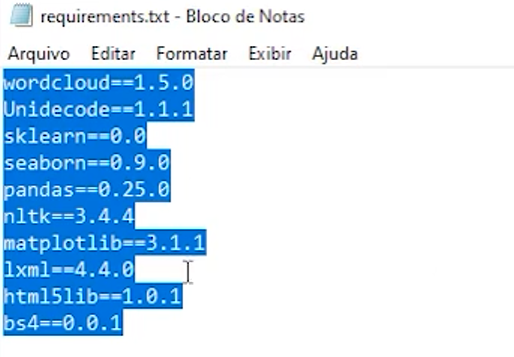 requirements.txt - Bloco de Notas
Arquivo Editar Formatar Exibir Ajuda
wordcloud==1.5.0
Unidecode==1.1.1
sklearn==0.0
seaborn==0.9.0
pandas==0.25.0
nltk==3.4.4
matplotlib==3.1.1
lxml==4.4.0
html5lib==1.0.1
bs4==0.0.1